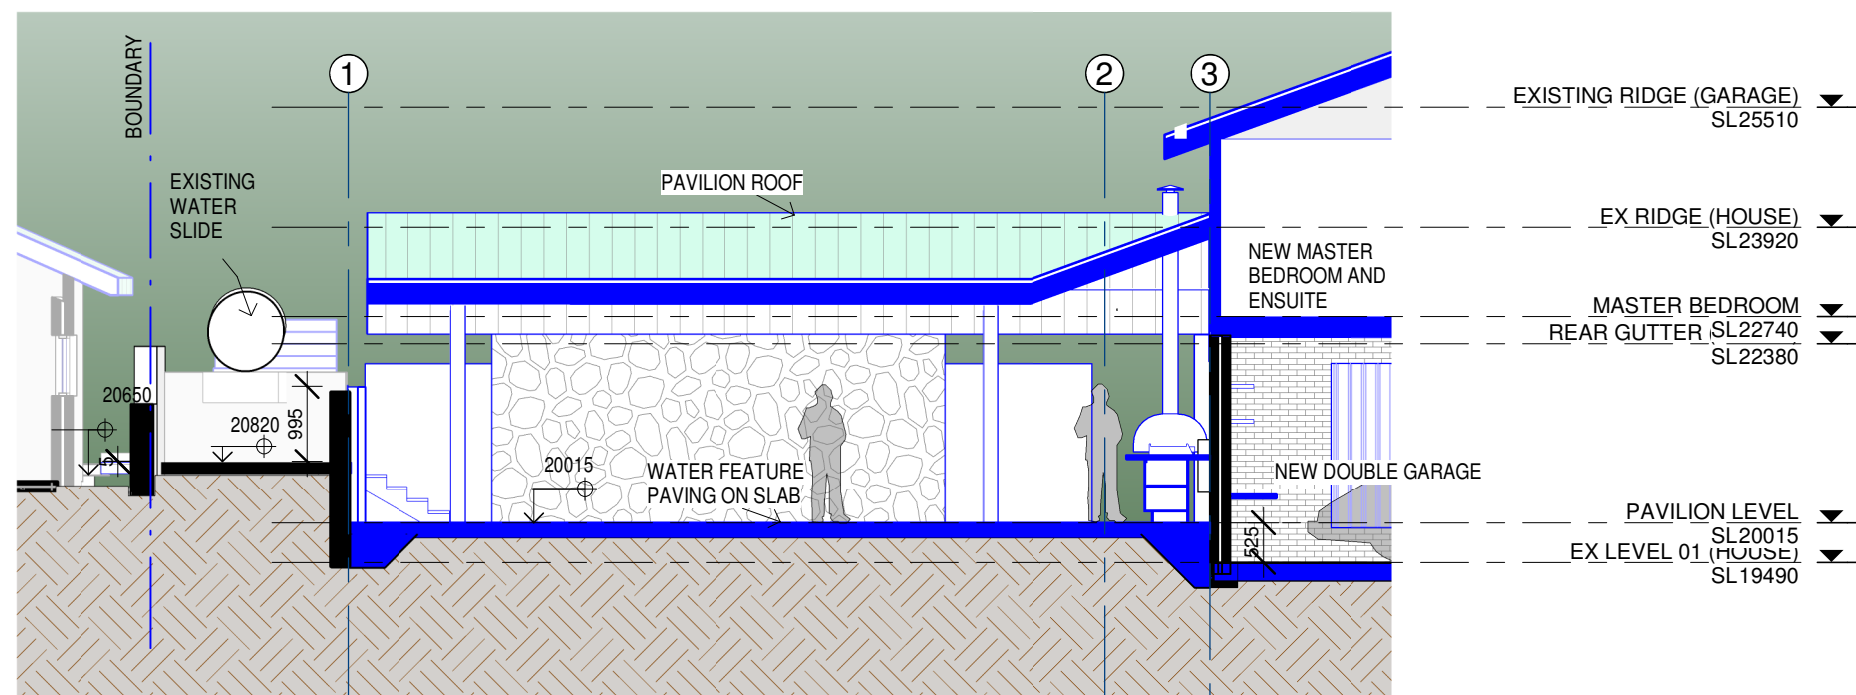 BOUNDARY
1
2
3
EXISTING RIDGE (GARAGE)
SL25510
EXISTING
WATER
SLIDE
PAVILION ROOF
EX RIDGE (HOUSE)
SL23920
NEW MASTER
BEDROOM AND
ENSUITE
MASTER BEDROOM
SL22740
REAR GUTTER
SL22380
20650
20820
995
5
20015
WATER FEATURE
PAVING ON SLAB
NEW DOUBLE GARAGE
PAVILION LEVEL
SL20015
525
EX LEVEL 01 (HOUSE)
SL19490